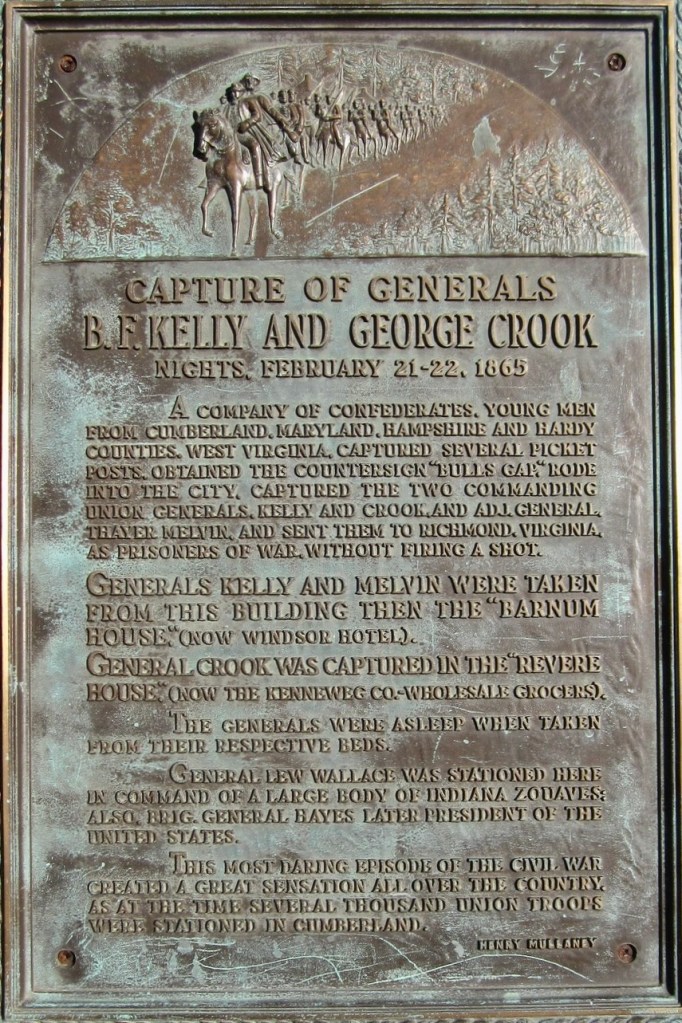 CAPTURE OF GENERALS
B. F. KELLY AND GEORGE CROOK
NIGHTS, FEBRUARY 21-22, 1865
A COMPANY OF CONFEDERATES, YOUNG MEN
FROM CUMBERLAND, MARYLAND, HAMPSHIRE AND HARDY
COUNTIES, WEST VIRGINIA, CAPTURED SEVERAL PICKET
POSTS, OBTAINED THE COUNTERSIGN "BULLS GAP," RODE
INTO THE CITY, CAPTURED THE TWO COMMANDING
UNION GENERALS, KELLY AND CROOK, AND ADJ. GENERAL,
THAYER MELVIN, AND SENT THEM TO RICHMOND, VIRGINIA,
AS PRISONERS OF WAR, WITHOUT FIRING A SHOT.
GENERALS KELLY AND MELVIN WERE TAKEN
FROM THIS BUILDING THEN THE "BARNUM
HOUSE," (NOW WINDSOR HOTEL).
GENERAL CROOK WAS CAPTURED IN THE "REVERE
HOUSE," (NOW THE KENNEWEG CO.-WHOLESALE GROCERS).
THE GENERALS WERE ASLEEP WHEN TAKEN
FROM THEIR RESPECTIVE BEDS.
GENERAL LEW WALLACE WAS STATIONED HERE
IN COMMAND OF A LARGE BODY OF INDIANA ZOUAVES;
ALSO, BRIG. GENERAL HAYES LATER PRESIDENT OF THE
UNITED STATES.
THIS MOST DARING EPISODE OF THE CIVIL WAR
CREATED A GREAT SENSATION ALL OVER THE COUNTRY,
AS AT THE TIME SEVERAL THOUSAND UNION TROOPS
WERE STATIONED IN CUMBERLAND.
HENRY MULLANEY